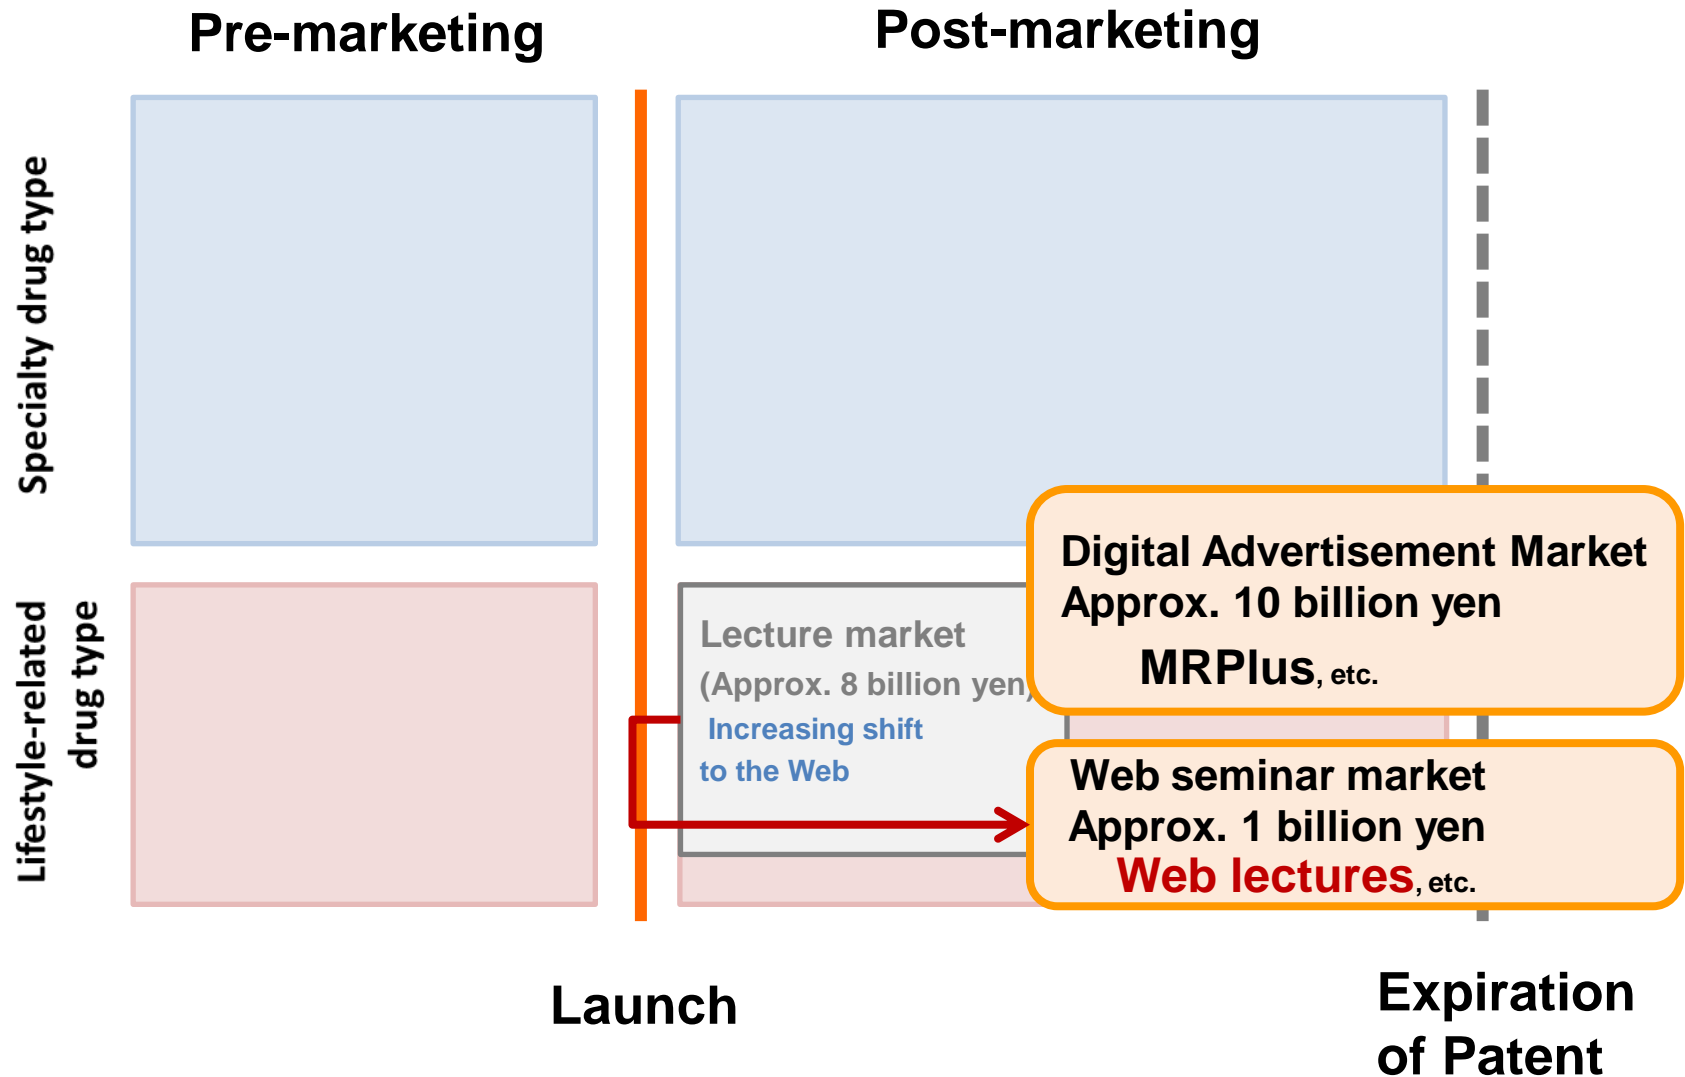 Pre-marketing
Post-marketing
Specialty drug type
Lifestyle-related
drug type
Lecture market
(Approx. 8 billion yen)
Increasing shift
to the Web
Digital Advertisement Market
Approx. 10 billion yen
MRPlus, etc.
Web seminar market
Approx. 1 billion yen
Web lectures, etc.
Launch
Expiration
of Patent